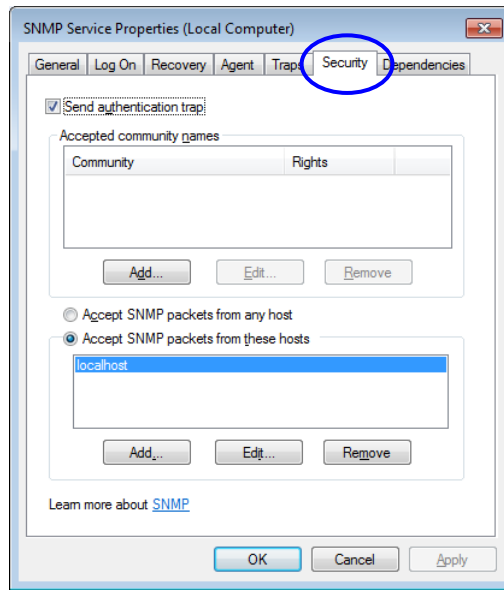 SNMP Service Properties (Local Computer)
General Log On Recovery Agent Traps Security Dependencies
Send authentication trap
Accepted community names
Community Rights
Add... Edit... Remove
Accept SNMP packets from any host
Accept SNMP packets from these hosts
localhost
Add... Edit... Remove
Learn more about SNMP
OK Cancel Apply